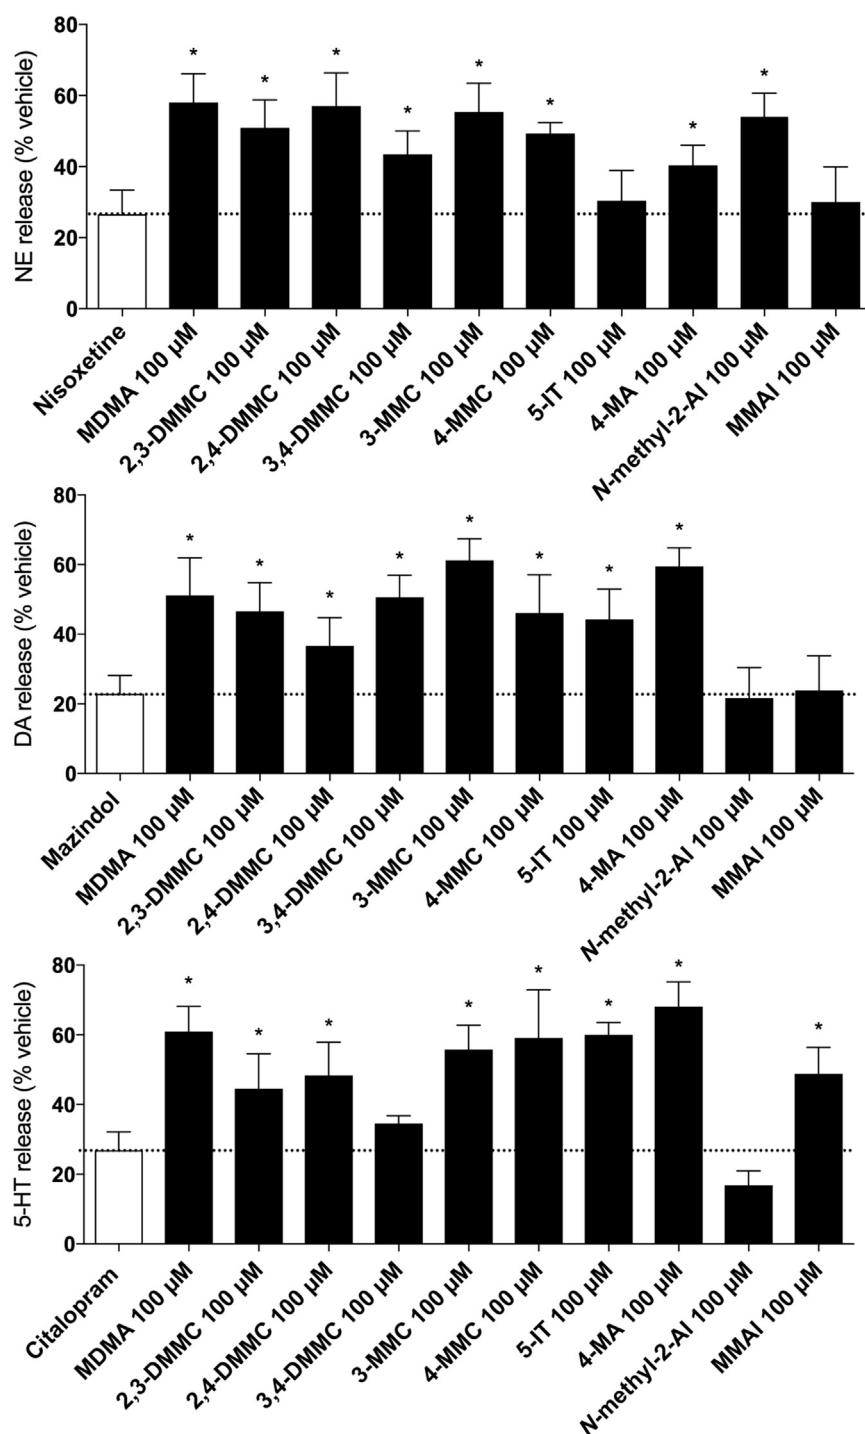 NE release (% vehicle)
80
60
40
20
0
* * * * * * * *
Nisoxetine
MDMA 100 µM
2,3-DMMC 100 µM
2,4-DMMC 100 µM
3,4-DMMC 100 µM
3-MMC 100 µM
4-MMC 100 µM
5-IT 100 µM
4-MA 100 µM
N-methyl-2-AI 100 µM
MMAI 100 µM
DA release (% vehicle)
80
60
40
20
0
* * * * * * * *
Mazindol
MDMA 100 µM
2,3-DMMC 100 µM
2,4-DMMC 100 µM
3,4-DMMC 100 µM
3-MMC 100 µM
4-MMC 100 µM
5-IT 100 µM
4-MA 100 µM
N-methyl-2-AI 100 µM
MMAI 100 µM
5-HT release (% vehicle)
80
60
40
20
0
* * * * * * * *
Citalopram
MDMA 100 µM
2,3-DMMC 100 µM
2,4-DMMC 100 µM
3,4-DMMC 100 µM
3-MMC 100 µM
4-MMC 100 µM
5-IT 100 µM
4-MA 100 µM
N-methyl-2-AI 100 µM
MMAI 100 µM